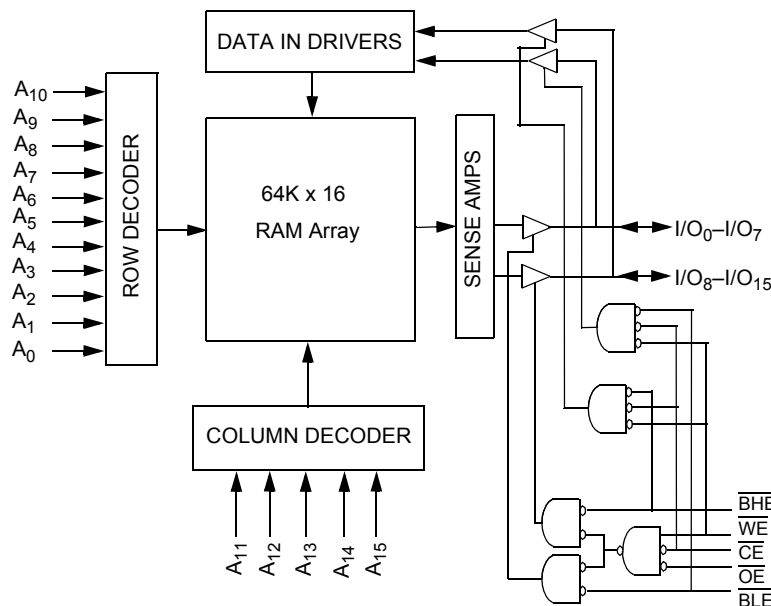 DATA IN DRIVERS
A10
A9
A8
A7
A6
A5
A4
A3
A2
A1
A0
ROW DECODER
64K x 16
RAM Array
SENSE AMPS
I/O0–I/O7
I/O8–I/O15
COLUMN DECODER
A11
A12
A13
A14
A15
BHE
WE
CE
OE
BLE